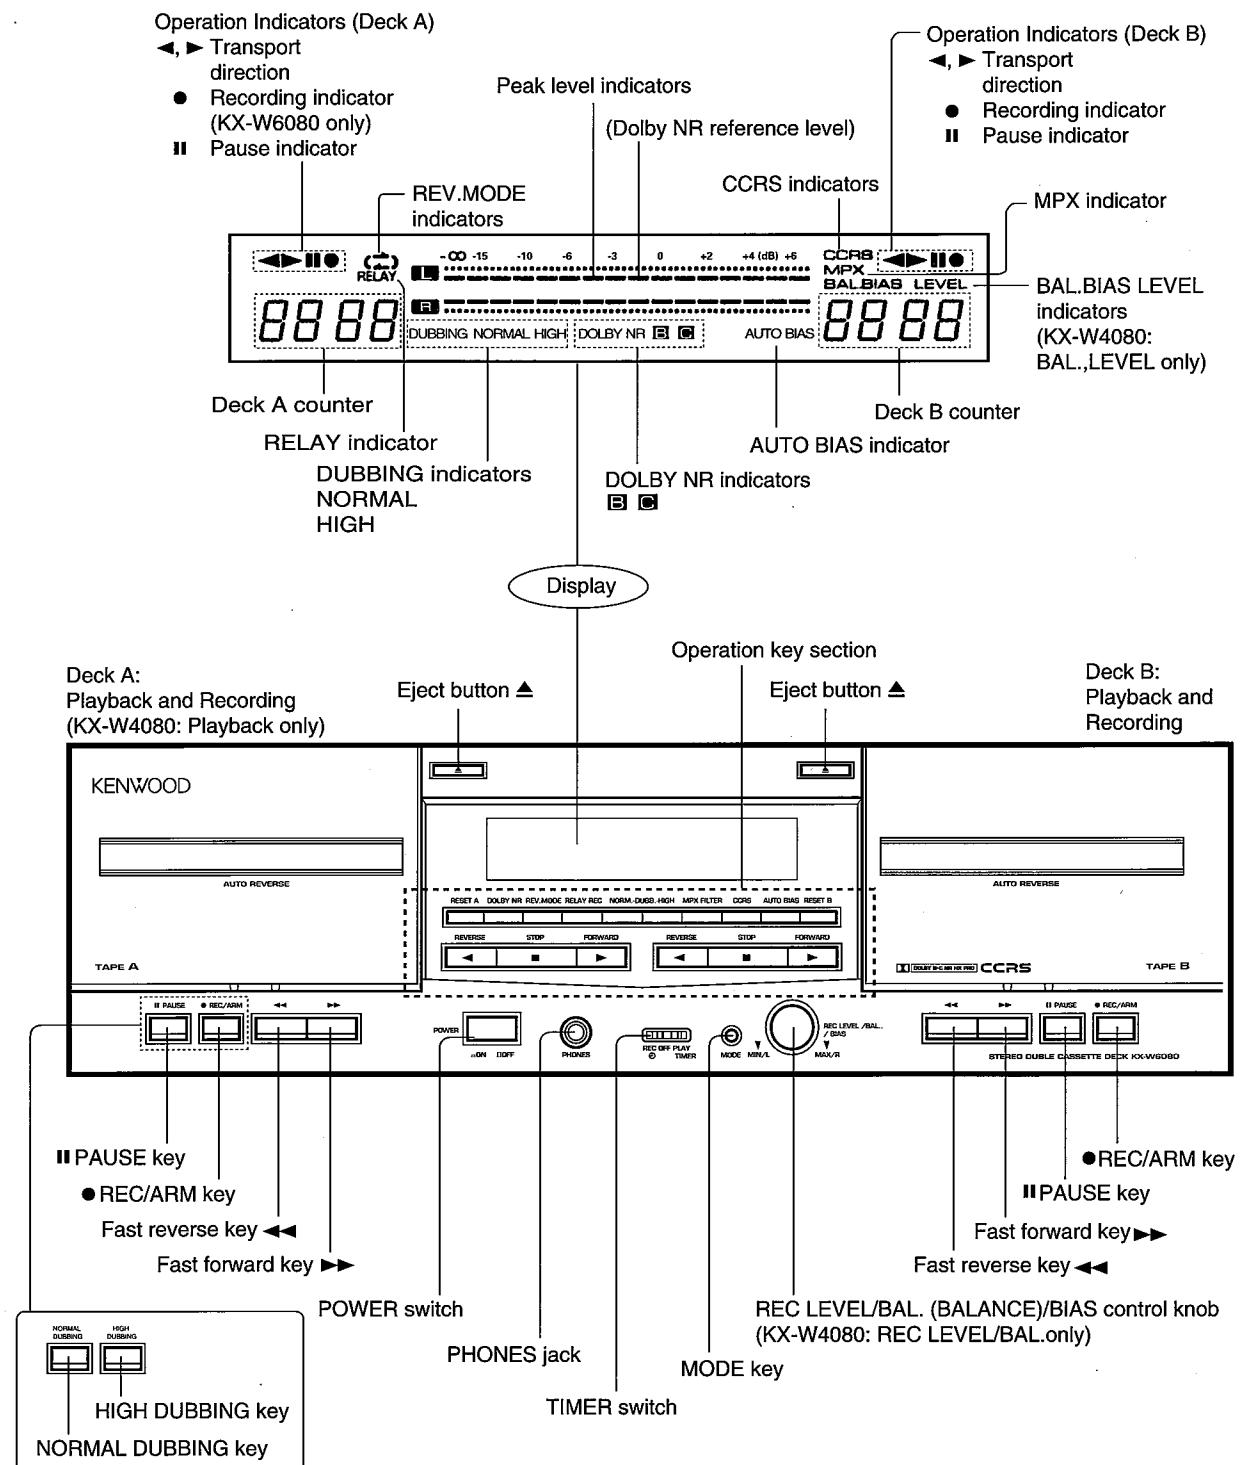 Operation Indicators (Deck A)
◄, ► Transport
direction
● Recording indicator
(KX-W6080 only)
II Pause indicator
Peak level indicators
(Dolby NR reference level)
Operation Indicators (Deck B)
◄, ► Transport
direction
● Recording indicator
II Pause indicator
CCRS indicators
REV.MODE
indicators
MPX indicator
-∞ -15 -10 -6 -3 0 +2 +4 (dB) +6
L
R
RELAY
CCRS
MPX
BAL.BIAS LEVEL
88 88
DUBBING NORMAL HIGH
DOLBY NR B C
AUTO BIAS
88 88
BAL.BIAS LEVEL
indicators
(KX-W4080:
BAL.,LEVEL only)
Deck A counter
RELAY indicator
DUBBING indicators
NORMAL
HIGH
DOLBY NR indicators
B C
AUTO BIAS indicator
Deck B counter
Display
Operation key section
Deck A:
Playback and Recording
(KX-W4080: Playback only)
Eject button ⏏
Eject button ⏏
Deck B:
Playback and
Recording
KENWOOD
AUTO REVERSE
AUTO REVERSE
RESET A DOLBY NR REV.MODE RELAY REC NORM.-DUBB.-HIGH MPX FILTER CCRS AUTO BIAS RESET B
REVERSE STOP FORWARD
REVERSE STOP FORWARD
TAPE A
DOLBY B-C NR HX PRO CCRS
TAPE B
II PAUSE ● REC/ARM ◄◄ ►►
POWER
ON OFF
PHONES
REC OFF PLAY
TIMER
MODE
REC LEVEL /BAL.
/ BIAS
MIN/L MAX/R
◄◄ ►► II PAUSE ● REC/ARM
STEREO DUBLE CASSETTE DECK KX-W6080
II PAUSE key
● REC/ARM key
Fast reverse key ◄◄
Fast forward key ►►
● REC/ARM key
II PAUSE key
Fast forward key ►►
Fast reverse key ◄◄
POWER switch
PHONES jack
TIMER switch
MODE key
REC LEVEL/BAL. (BALANCE)/BIAS control knob
(KX-W4080: REC LEVEL/BAL.only)
NORMAL
DUBBING
HIGH
DUBBING
HIGH DUBBING key
NORMAL DUBBING key